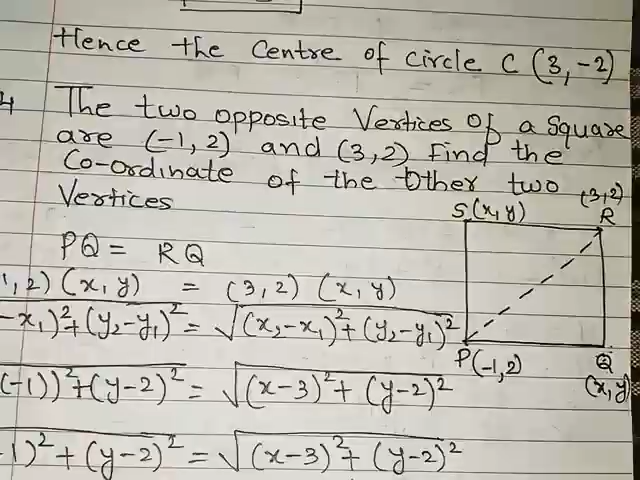 Hence the Centre of circle C (3, -2)
4 The two opposite Vertices of a Square
are (-1, 2) and (3, 2) Find the
Co-ordinate of the Other two
Vertices
(3, 2)
S(x, y) R
PQ = RQ
1, 2) (x, y) = (3, 2) (x, y)
-x₁)²+(y₂-y₁)² = √(x₂-x₁)²+(y₂-y₁)²
P(-1, 2) Q
(x, y)
(-1))²+(y-2)² = √(x-3)²+(y-2)²
-1)²+(y-2)² = √(x-3)²+(y-2)²